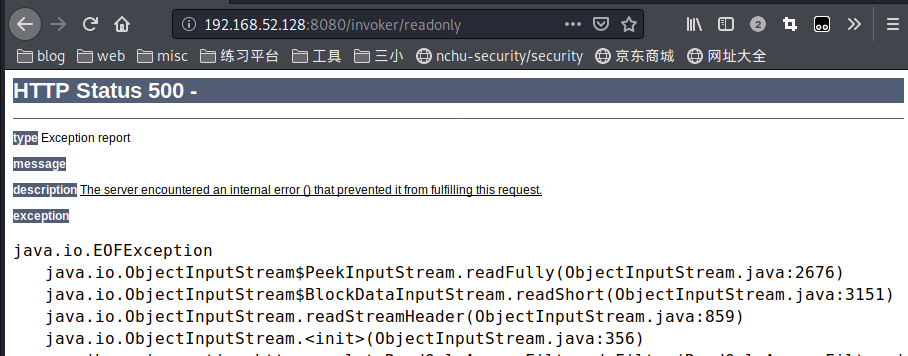 192.168.52.128:8080/invoker/readonly
2
blog web misc 练习平台 工具 三小 nchu-security/security 京东商城 网址大全
HTTP Status 500 -
type Exception report
message
description The server encountered an internal error () that prevented it from fulfilling this request.
exception
java.io.EOFException
java.io.ObjectInputStream$PeekInputStream.readFully(ObjectInputStream.java:2676)
java.io.ObjectInputStream$BlockDataInputStream.readShort(ObjectInputStream.java:3151)
java.io.ObjectInputStream.readStreamHeader(ObjectInputStream.java:859)
java.io.ObjectInputStream.<init>(ObjectInputStream.java:356)